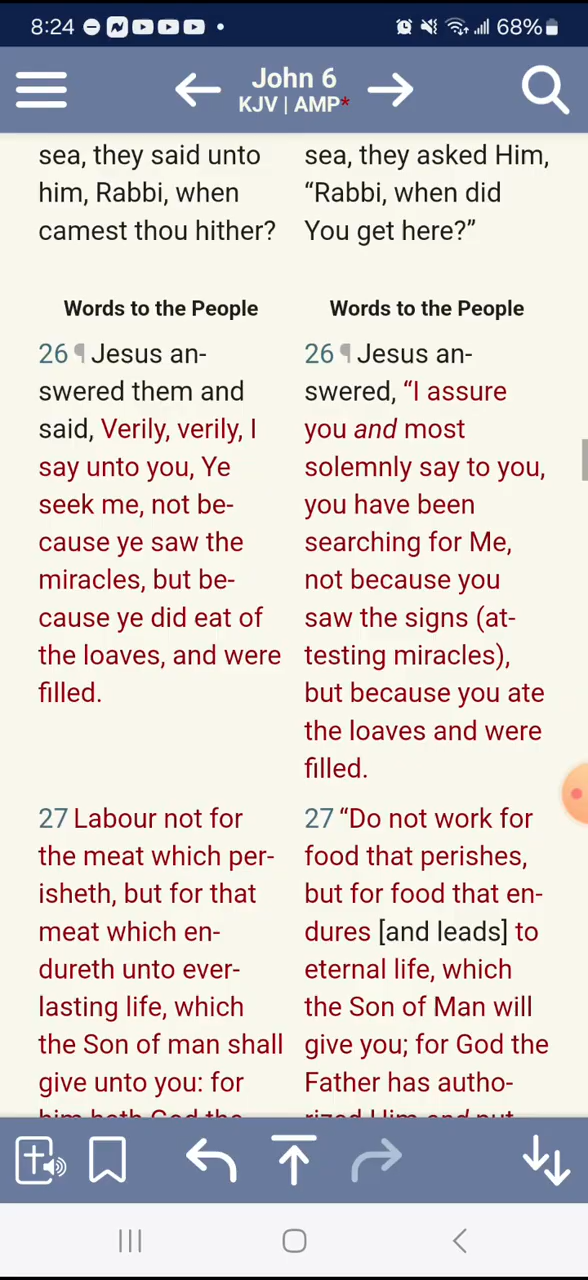 8:24 68%
John 6
KJV | AMP*
sea, they said unto
him, Rabbi, when
camest thou hither?
Words to the People
26 ¶ Jesus an-
swered them and
said, Verily, verily, I
say unto you, Ye
seek me, not be-
cause ye saw the
miracles, but be-
cause ye did eat of
the loaves, and were
filled.
27 Labour not for
the meat which per-
isheth, but for that
meat which en-
dureth unto ever-
lasting life, which
the Son of man shall
give unto you: for
him hath God the
sea, they asked Him,
“Rabbi, when did
You get here?”
Words to the People
26 ¶ Jesus an-
swered, “I assure
you and most
solemnly say to you,
you have been
searching for Me,
not because you
saw the signs (at-
testing miracles),
but because you ate
the loaves and were
filled.
27 “Do not work for
food that perishes,
but for food that en-
dures [and leads] to
eternal life, which
the Son of Man will
give you; for God the
Father has autho-
rized Him and put